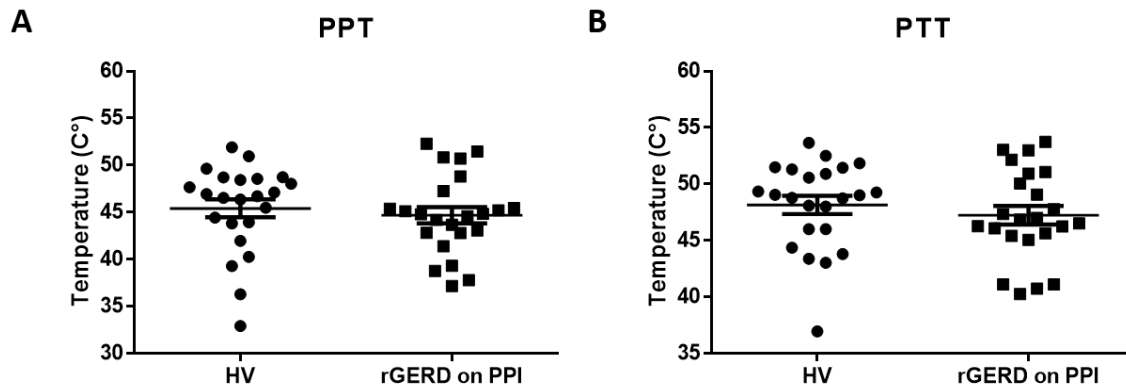 A
PPT
Temperature (C°)
60
55
50
45
40
35
30
HV
rGERD on PPI
B
PTT
Temperature (C°)
60
55
50
45
40
35
HV
rGERD on PPI